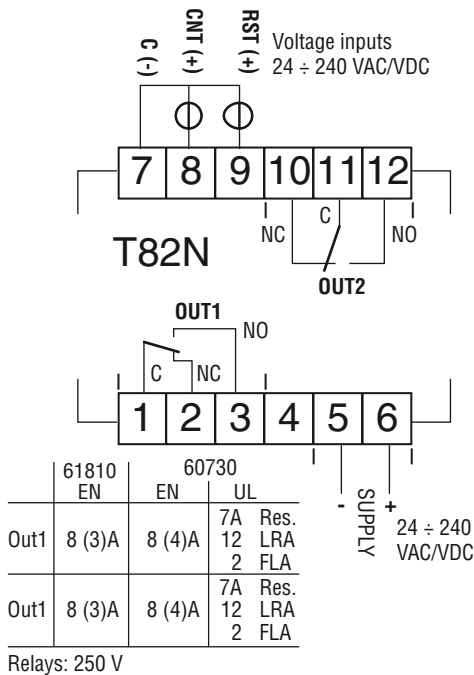 C (-)
CNT (+)
RST (+)
Voltage inputs
24 ÷ 240 VAC/VDC
7 8 9 10 11 12
C
NC NO
T82N
OUT2
OUT1
NO
C NC
1 2 3 4 5 6
- SUPPLY +
24 ÷ 240
VAC/VDC
61810 60730
EN EN UL
Out1 8 (3)A 8 (4)A 7A Res.
12 LRA
2 FLA
Out1 8 (3)A 8 (4)A 7A Res.
12 LRA
2 FLA
Relays: 250 V